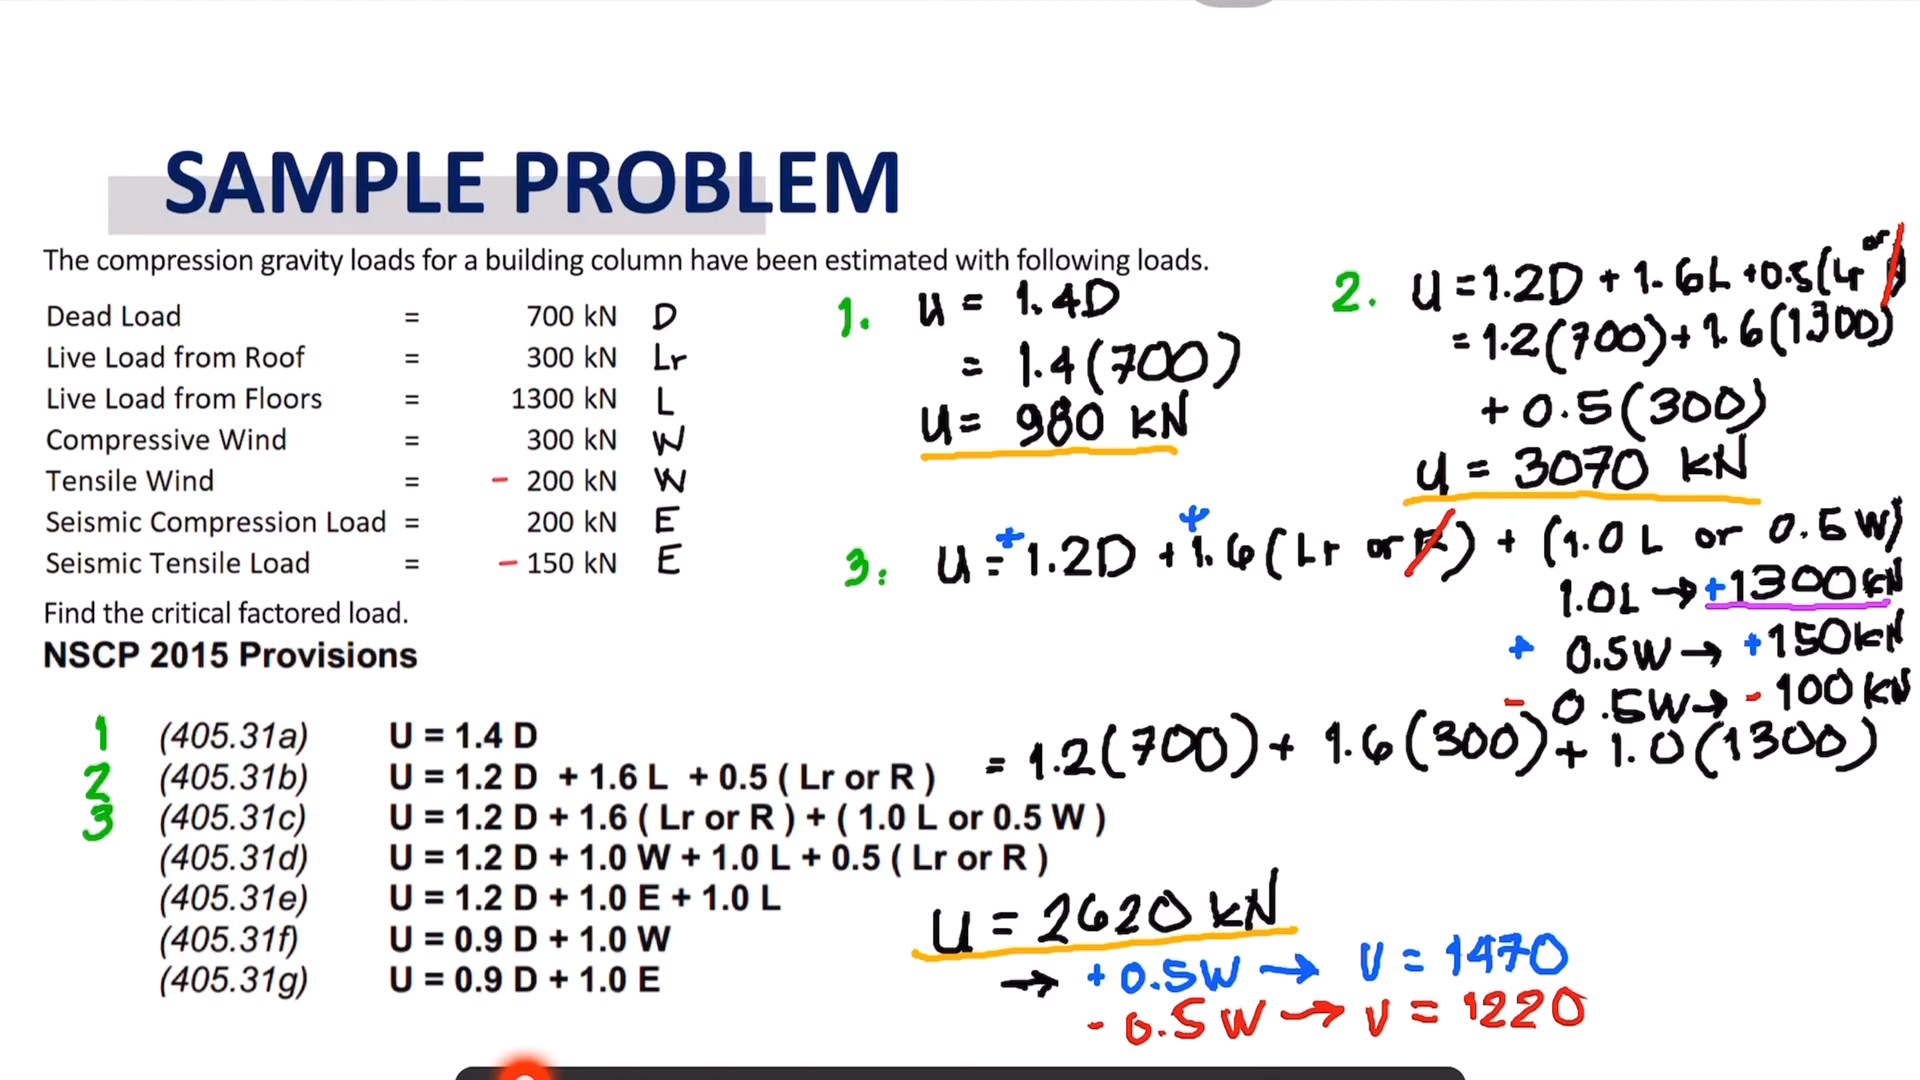 SAMPLE PROBLEM
The compression gravity loads for a building column have been estimated with following loads.
Dead Load = 700 kN D
Live Load from Roof = 300 kN Lr
Live Load from Floors = 1300 kN L
Compressive Wind = 300 kN W
Tensile Wind = - 200 kN W
Seismic Compression Load = 200 kN E
Seismic Tensile Load = - 150 kN E
Find the critical factored load.
NSCP 2015 Provisions
1 (405.31a) U = 1.4 D
2 (405.31b) U = 1.2 D + 1.6 L + 0.5 ( Lr or R )
3 (405.31c) U = 1.2 D + 1.6 ( Lr or R ) + ( 1.0 L or 0.5 W )
(405.31d) U = 1.2 D + 1.0 W + 1.0 L + 0.5 ( Lr or R )
(405.31e) U = 1.2 D + 1.0 E + 1.0 L
(405.31f) U = 0.9 D + 1.0 W
(405.31g) U = 0.9 D + 1.0 E
1. U = 1.4D
= 1.4(700)
U = 980 kN
2. U = 1.2D + 1.6L + 0.5(Lr or
= 1.2(700) + 1.6(1300)
+ 0.5(300)
U = 3070 kN
3. U = + 1.2D + + 1.6(Lr or R) + (1.0L or 0.5W)
1.0L → +1300kN
+ 0.5W → +150kN
- 0.5W → - 100kN
= 1.2(700) + 1.6(300) + 1.0(1300)
U = 2620 kN
→ + 0.5W → U = 1470
- 0.5W → U = 1220